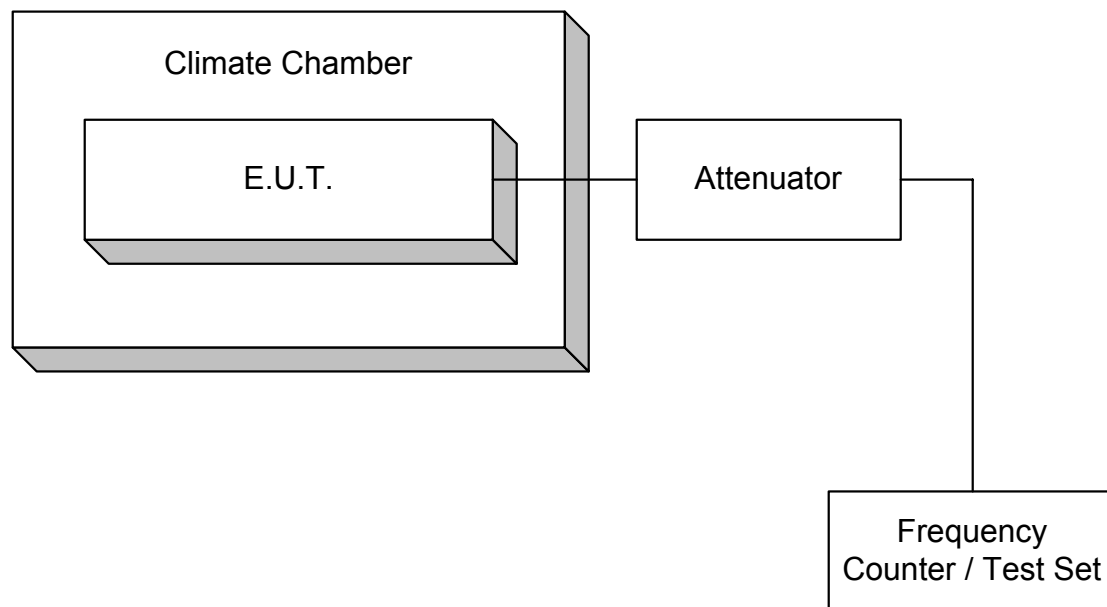 Climate Chamber
E.U.T.
Attenuator
Frequency
Counter / Test Set